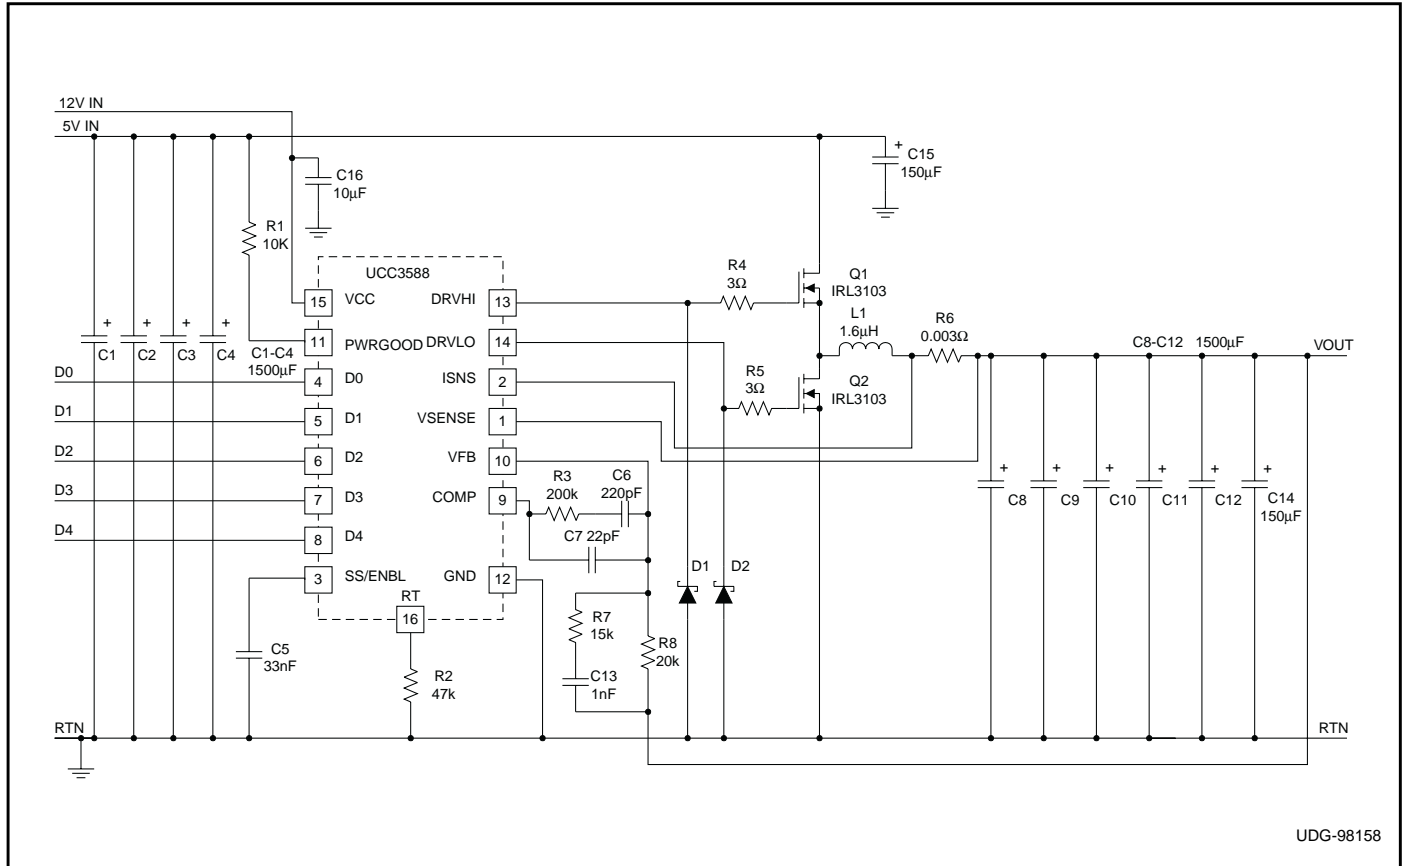 12V IN
5V IN
+
C15
150µF
C16
10µF
R1
10K
UCC3588
R4
3Ω
Q1
IRL3103
15
VCC
DRVHI
13
L1
1.6µH
R6
0.003Ω
+
C1
+
C2
+
C3
+
C4
C1-C4
1500µF
11
PWRGOOD
DRVLO
14
C8-C12 1500µF
VOUT
D0
4
D0
ISNS
2
R5
3Ω
Q2
IRL3103
D1
5
D1
VSENSE
1
D2
6
D2
VFB
10
D3
7
D3
COMP
9
R3
200k
C6
220pF
+
C8
+
C9
+
C10
+
C11
+
C12
+
C14
150µF
D4
8
D4
C7 22pF
3
SS/ENBL
GND
12
D1
D2
RT
16
R7
15k
R8
20k
C5
33nF
R2
47k
C13
1nF
RTN
RTN
UDG-98158